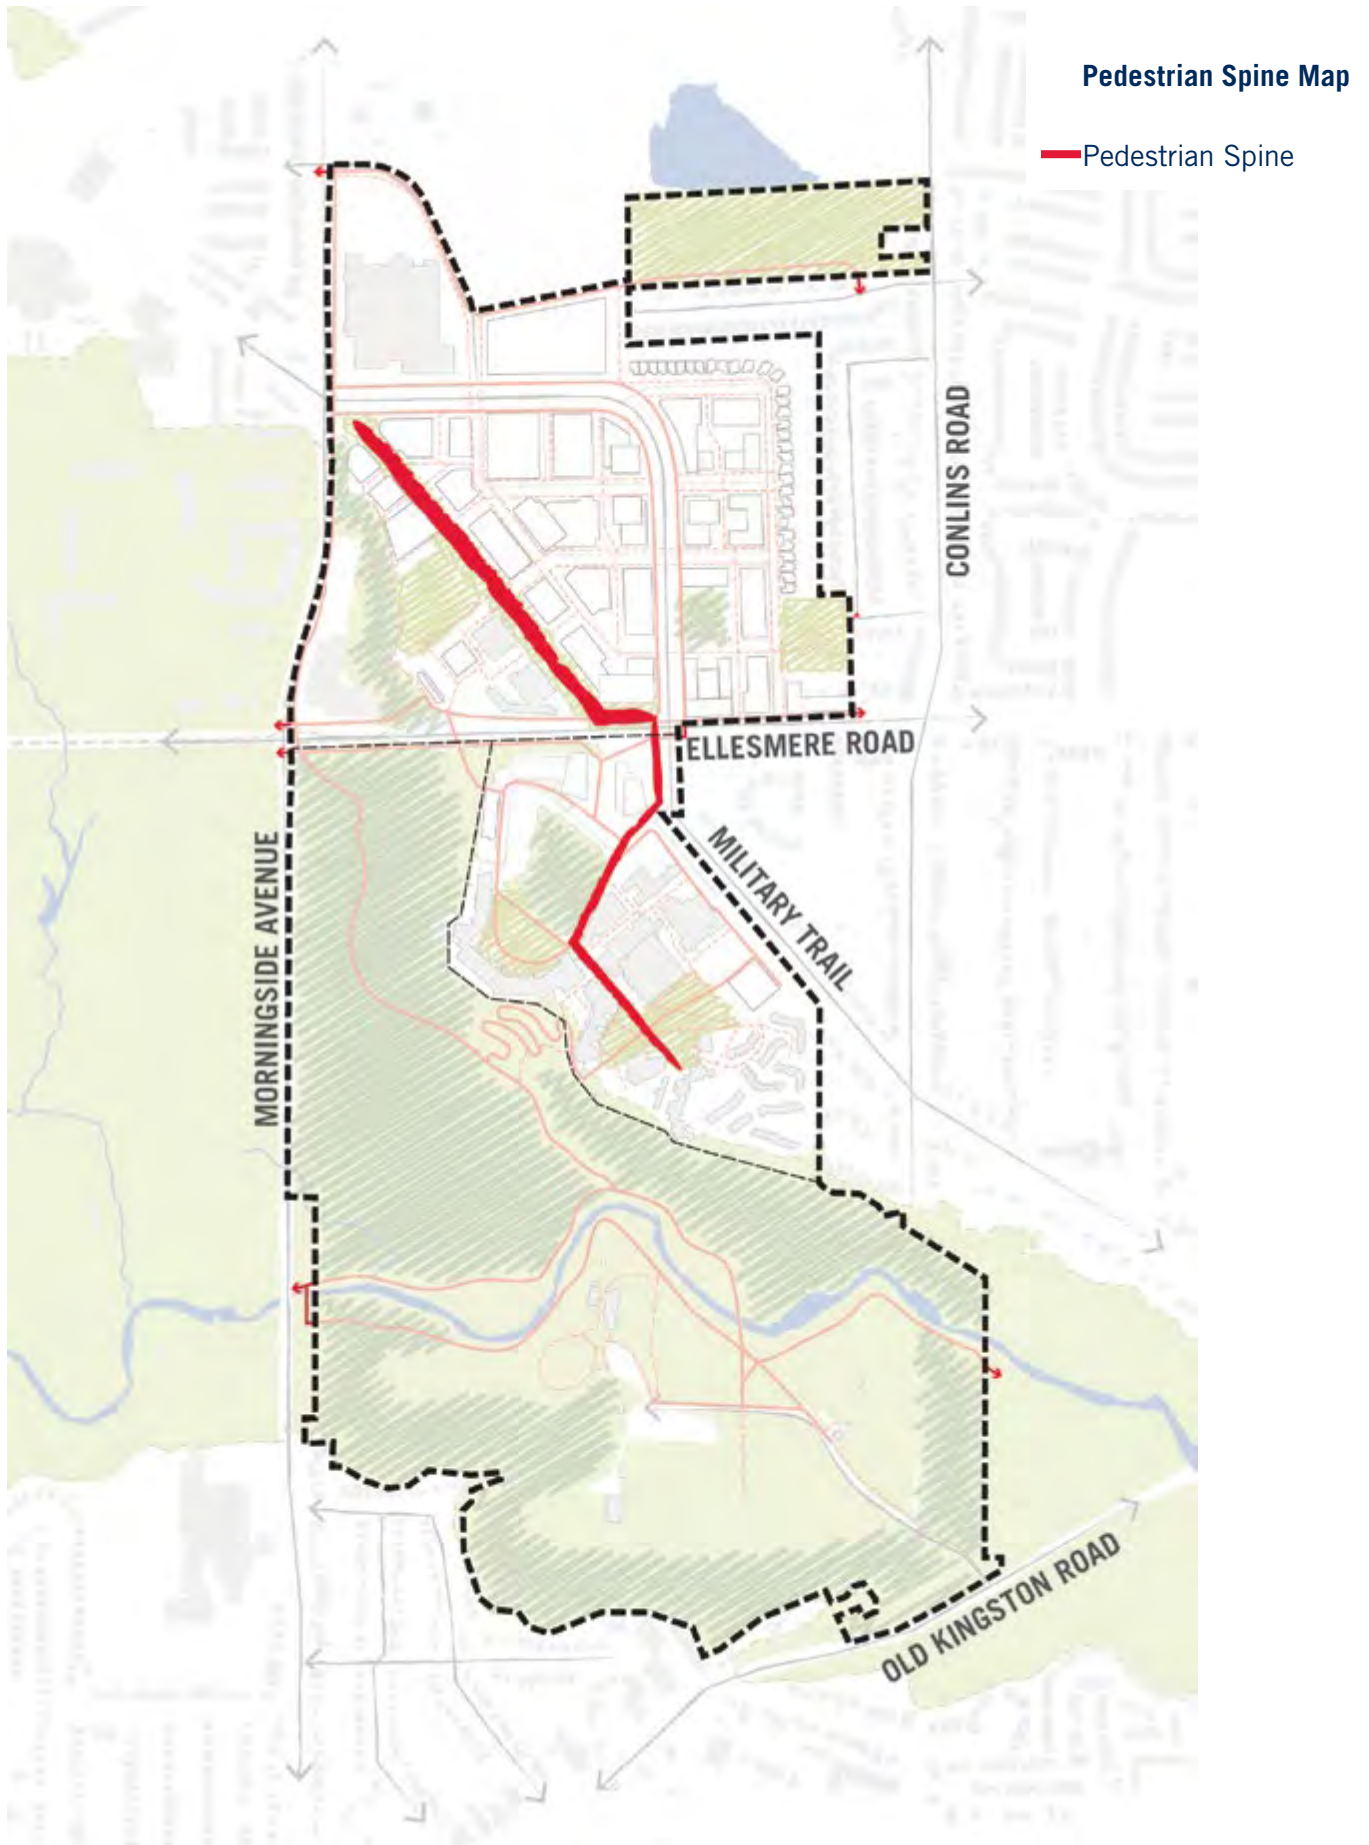 Pedestrian Spine Map
Pedestrian Spine
CONLINS ROAD
ELLESMERE ROAD
MILITARY TRAIL
MORNINGSIDE AVENUE
OLD KINGSTON ROAD